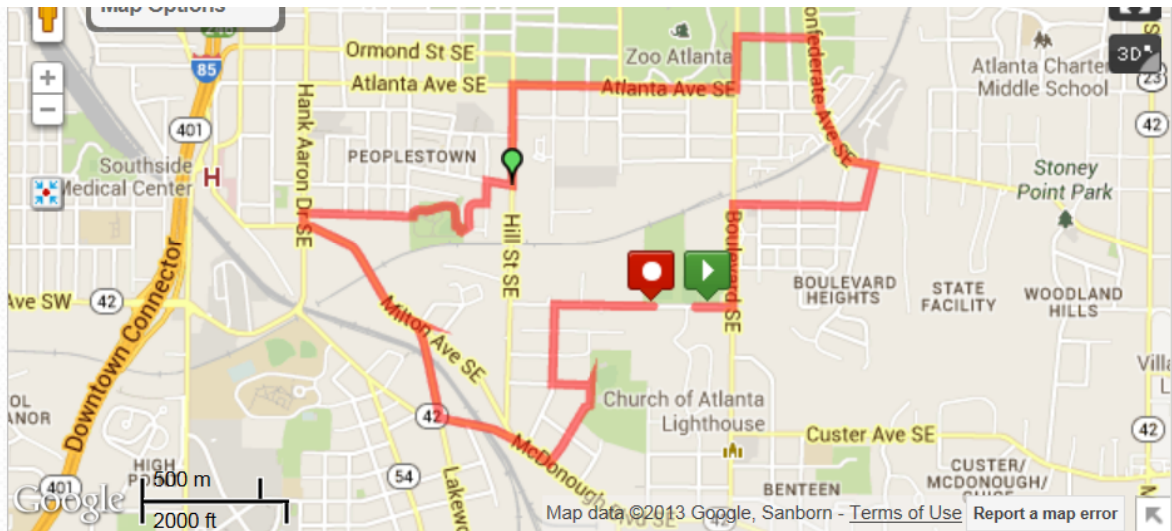 Map Options
85
Ormond St SE
Atlanta Ave SE
Zoo Atlanta
Atlanta Ave SE
Confederate Ave SE
3D
Atlanta Charter
Middle School
23
42
401
Hank Aaron Dr SE
PEOPLESTOWN
Southside
Medical Center
H
Stoney
Point Park
Hill St SE
Boulevard SE
BOULEVARD
HEIGHTS
STATE
FACILITY
WOODLAND
HILLS
Ave SW
42
Downtown Connector
Milton Ave SE
Church of Atlanta
Lighthouse
42
McDonough
Custer Ave SE
42
54
HIGH
401
500 m
2000 ft
Google
BENTEEN
CUSTER/
MCDONOUGH/
Map data ©2013 Google, Sanborn - Terms of Use
Report a map error